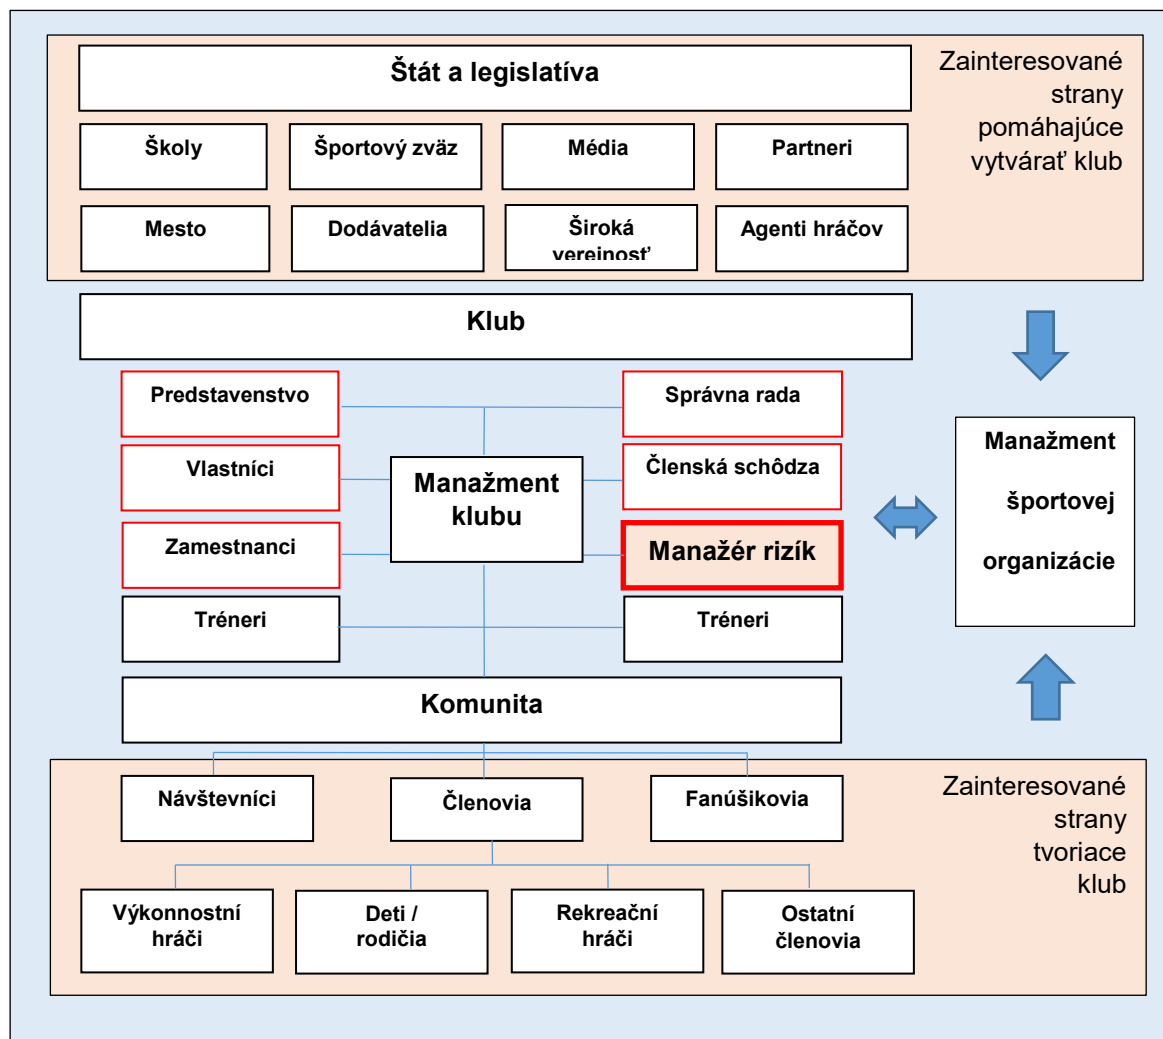 Štát a legislatíva
Zainteresované
strany
pomáhajúce
vytvárať klub
Školy
Športový zväz
Média
Partneri
Mesto
Dodávatelia
Široká
verejnosť
Agenti hráčov
Klub
Predstavenstvo
Správna rada
Vlastníci
Členská schôdza
Manažment
klubu
Zamestnanci
Manažér rizík
Tréneri
Tréneri
Manažment
športovej
organizácie
Komunita
Návštevníci
Členovia
Fanúšikovia
Zainteresované
strany
tvoriace
klub
Výkonnostní
hráči
Deti /
rodičia
Rekreační
hráči
Ostatní
členovia